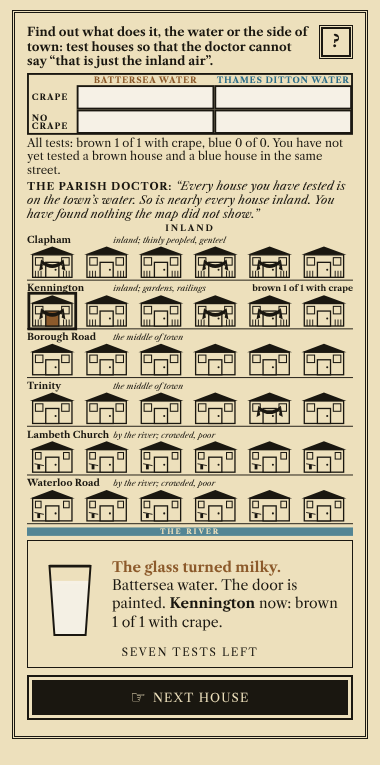 Find out what does it, the water or the side of
town: test houses so that the doctor cannot
say “that is just the inland air”.
?
BATTERSEA WATER THAMES DITTON WATER
CRAPE
NO
CRAPE
All tests: brown 1 of 1 with crape, blue 0 of 0. You have not
yet tested a brown house and a blue house in the same
street.
THE PARISH DOCTOR: “Every house you have tested is
on the town’s water. So is nearly every house inland. You
have found nothing the map did not show.”
INLAND
Clapham inland; thinly peopled, genteel
Kennington inland; gardens, railings brown 1 of 1 with crape
Borough Road the middle of town
Trinity the middle of town
Lambeth Church by the river; crowded, poor
Waterloo Road by the river; crowded, poor
THE RIVER
The glass turned milky.
Battersea water. The door is
painted. Kennington now: brown
1 of 1 with crape.
SEVEN TESTS LEFT
☞ NEXT HOUSE